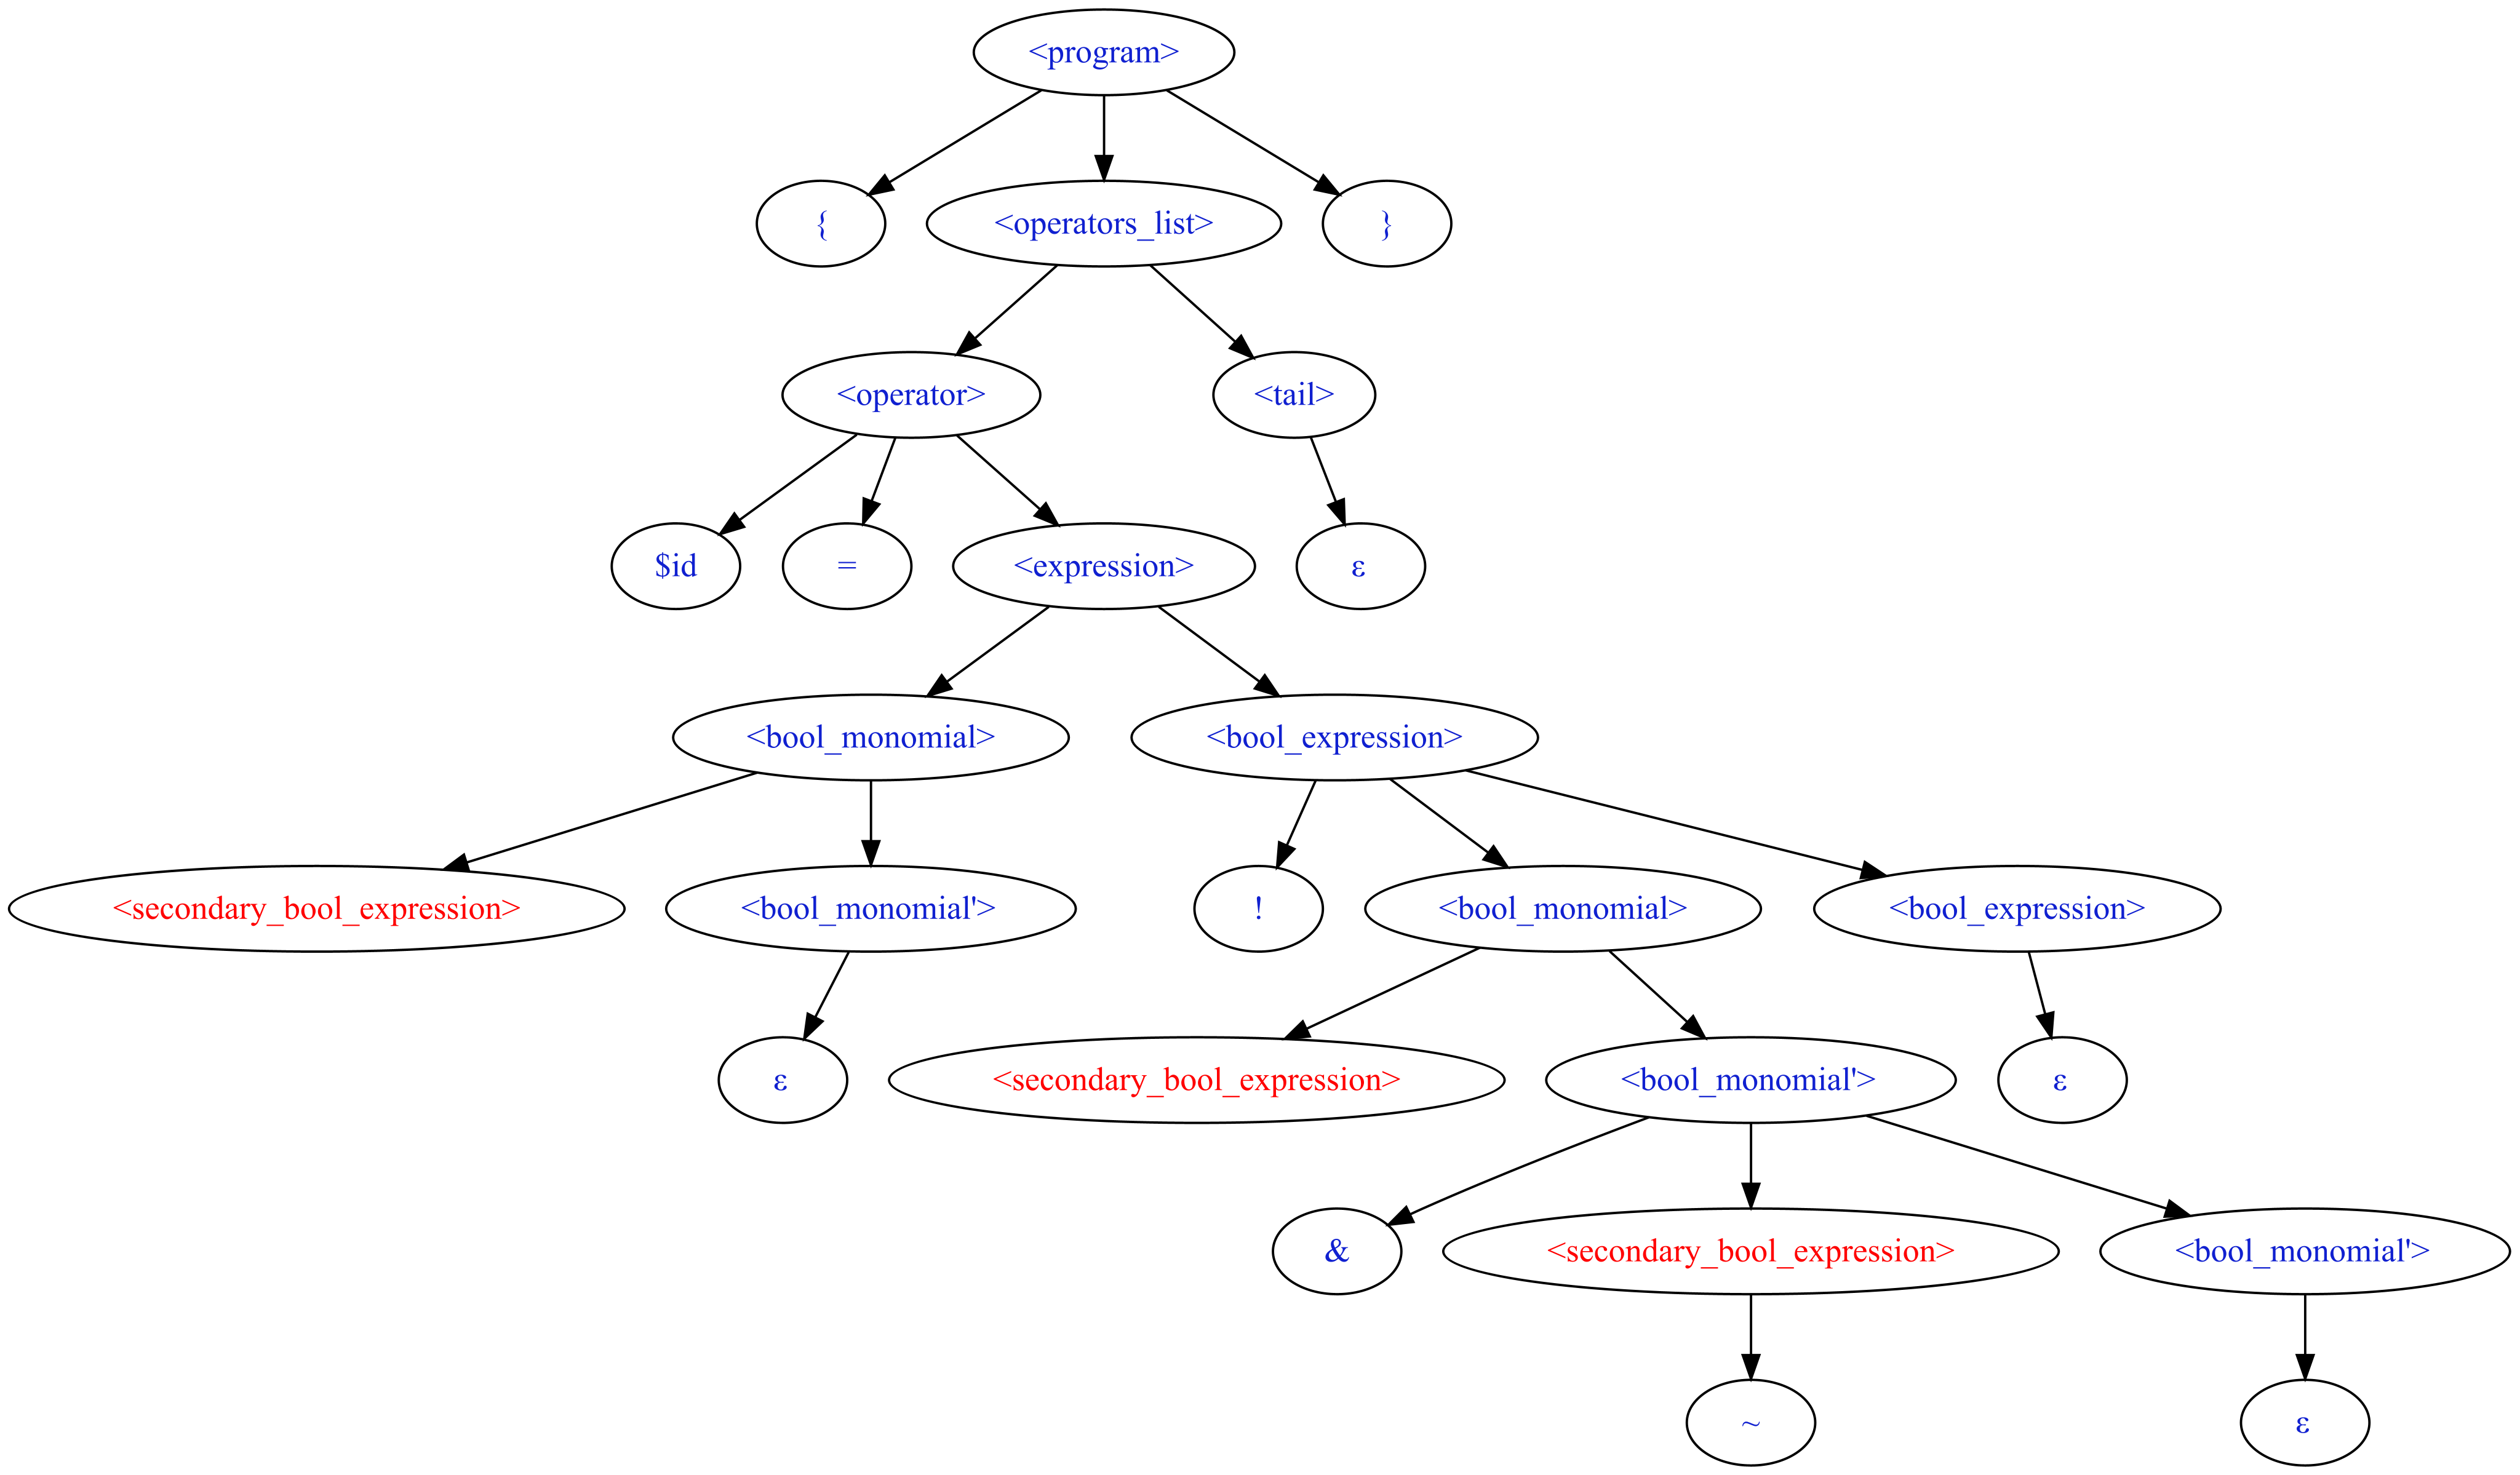 <program>
{
<operators_list>
}
<operator>
<tail>
$id
=
<expression>
ε
<bool_monomial>
<bool_expression>
<secondary_bool_expression>
<bool_monomial'>
!
<bool_monomial>
<bool_expression>
ε
<secondary_bool_expression>
<bool_monomial'>
ε
&
<secondary_bool_expression>
<bool_monomial'>
~
ε